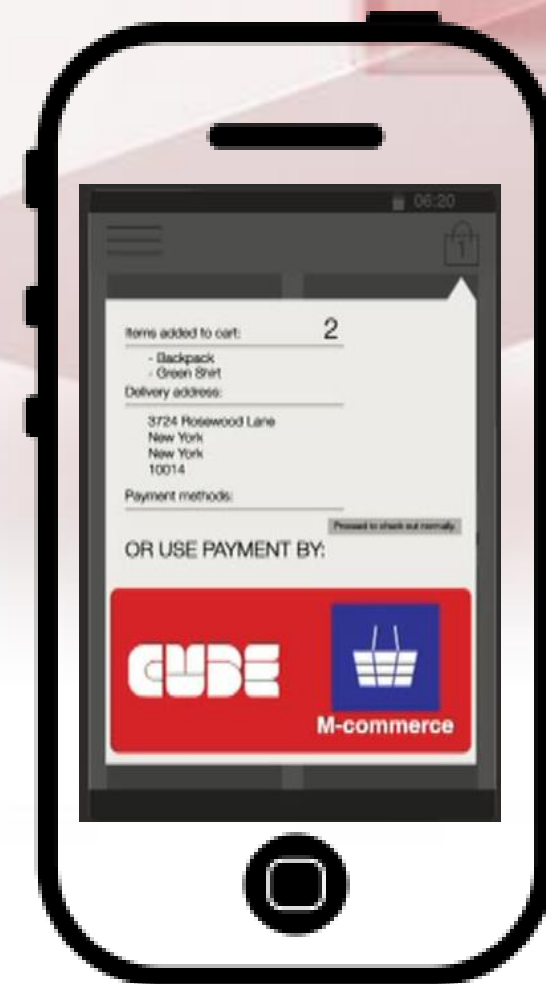 06:20
1
Items added to cart: 2
- Backpack
- Green Shirt
Delivery address:
3724 Rosewood Lane
New York
New York
10014
Payment methods:
Proceed to check out normally.
OR USE PAYMENT BY:
CUBE
M-commerce